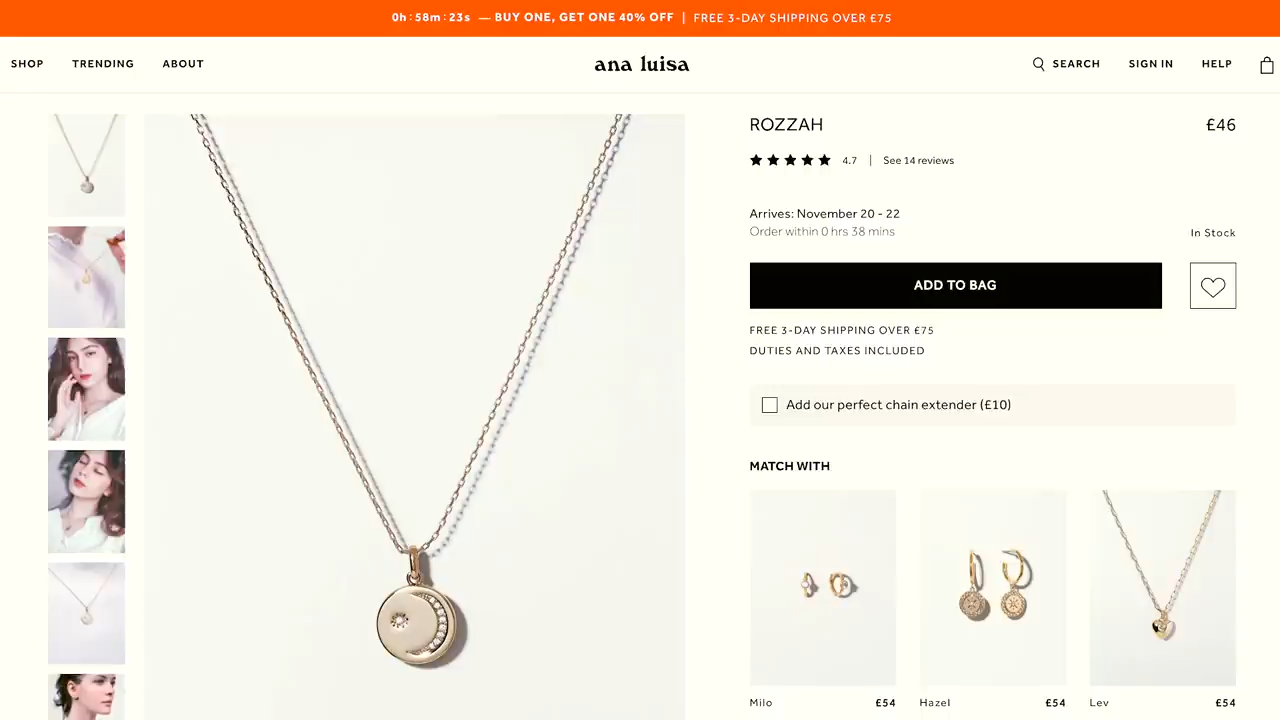 0h : 58m : 23s — BUY ONE, GET ONE 40% OFF | FREE 3-DAY SHIPPING OVER £75
SHOP TRENDING ABOUT ana luisa SEARCH SIGN IN HELP
ROZZAH £46
4.7 | See 14 reviews
Arrives: November 20 - 22
Order within 0 hrs 38 mins In Stock
ADD TO BAG
FREE 3-DAY SHIPPING OVER £75
DUTIES AND TAXES INCLUDED
Add our perfect chain extender (£10)
MATCH WITH
Milo £54 Hazel £54 Lev £54